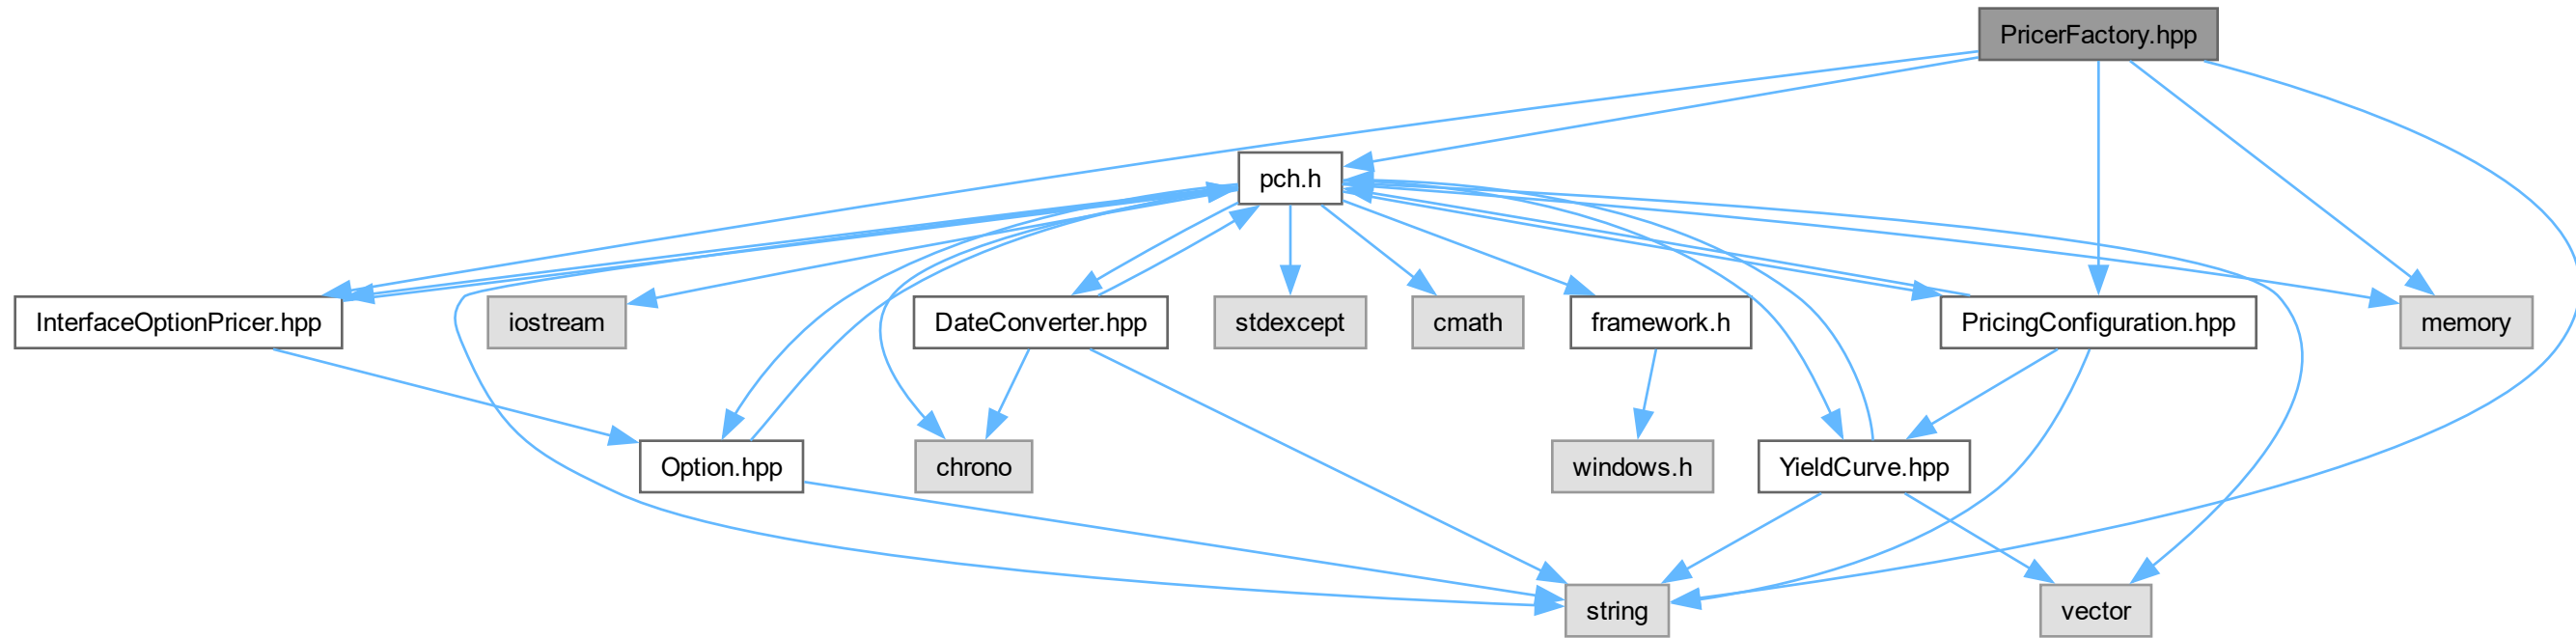 PricerFactory.hpp
pch.h
InterfaceOptionPricer.hpp
iostream
DateConverter.hpp
stdexcept
cmath
framework.h
PricingConfiguration.hpp
memory
Option.hpp
chrono
windows.h
YieldCurve.hpp
string
vector